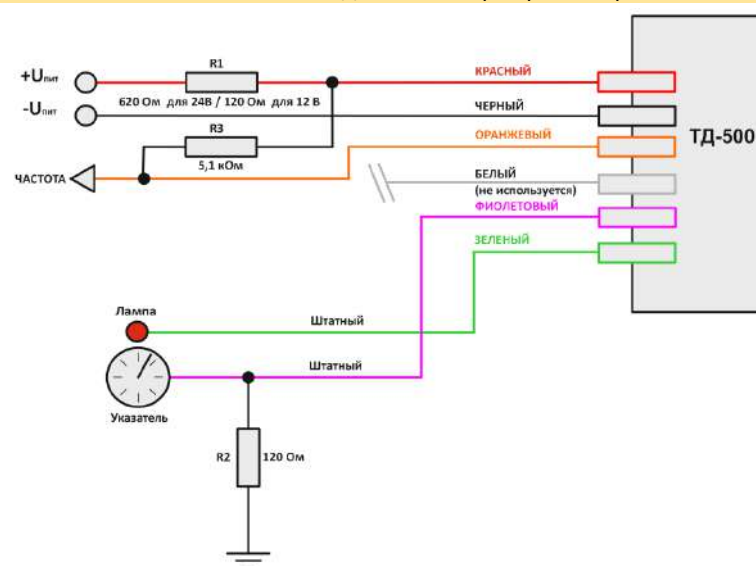 R1
+Uпит
КРАСНЫЙ
620 Ом для 24В / 120 Ом для 12 В
-Uпит
ЧЕРНЫЙ
R3
ОРАНЖЕВЫЙ
ТД-500
5,1 кОм
ЧАСТОТА
БЕЛЫЙ
(не используется)
ФИОЛЕТОВЫЙ
ЗЕЛЕНЫЙ
Лампа
Штатный
Штатный
Указатель
R2
120 Ом